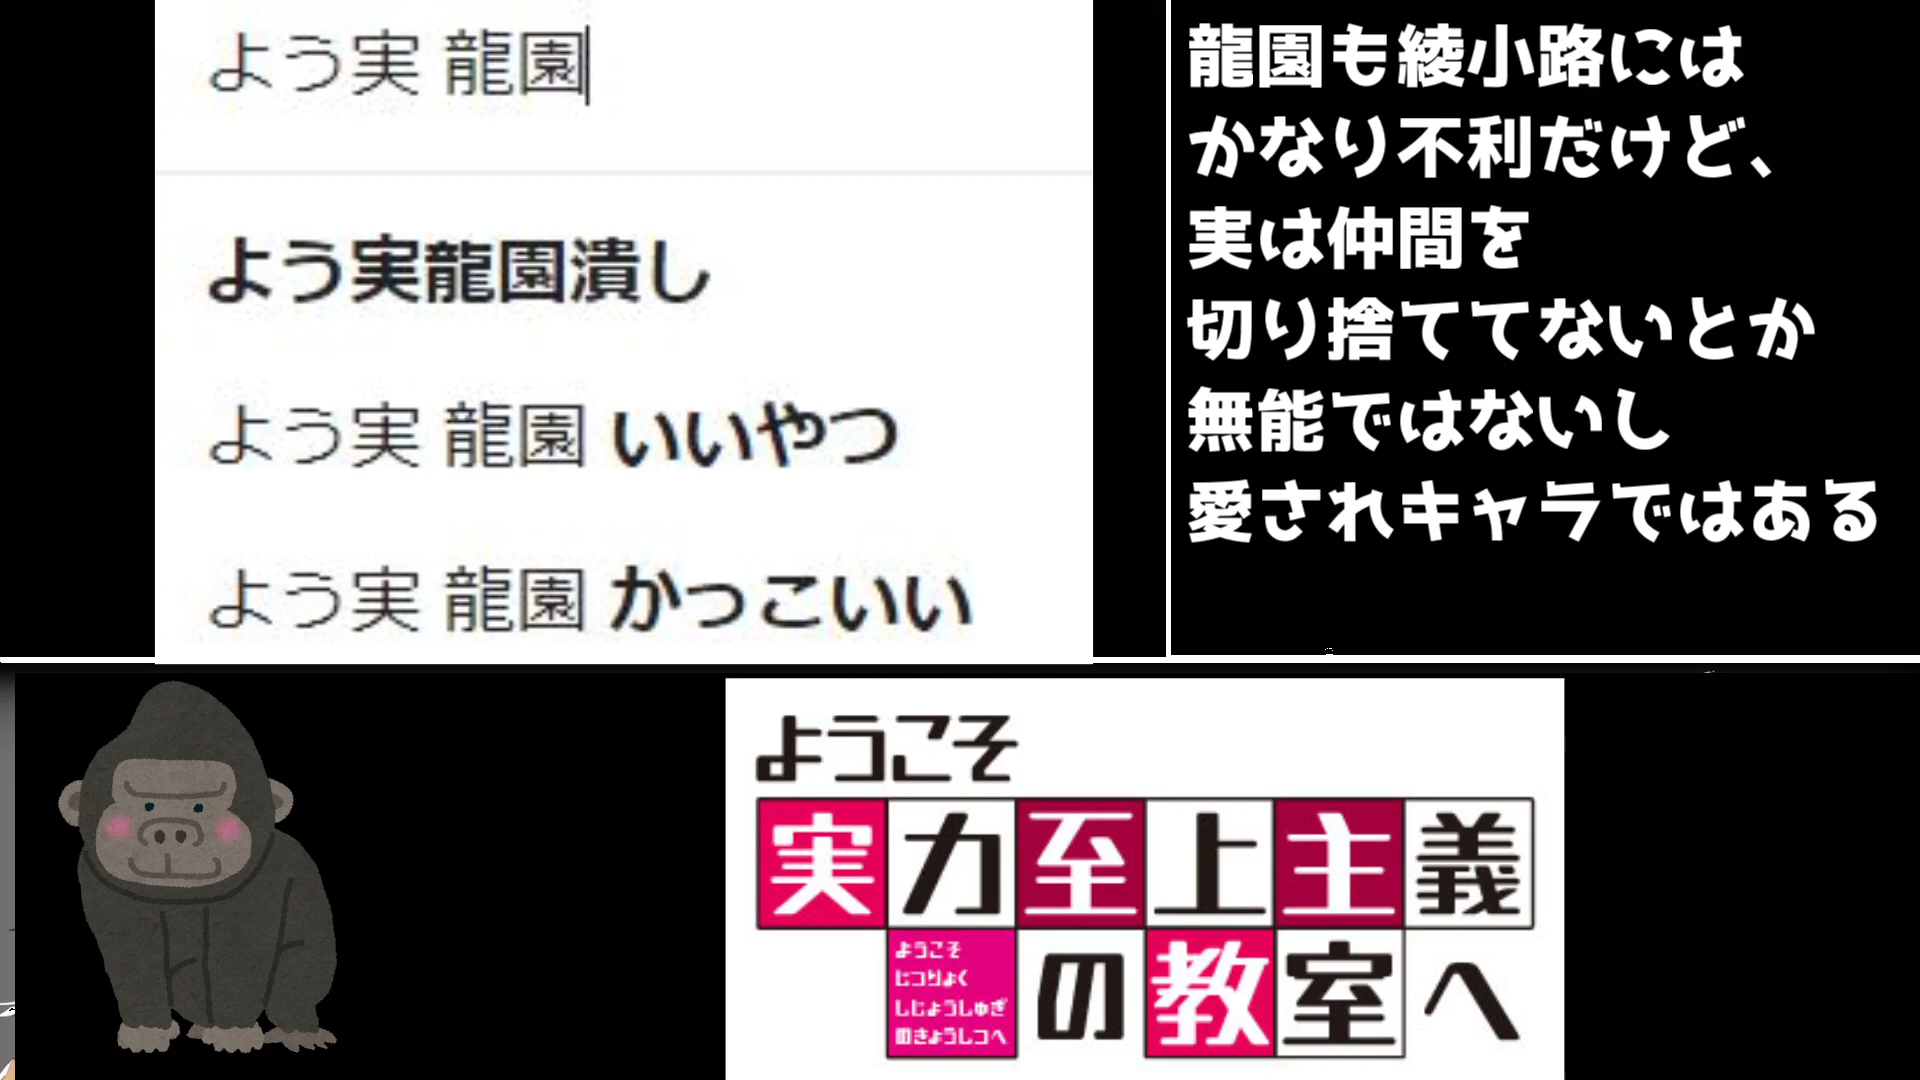 よう実 龍園
よう実龍園潰し
よう実 龍園 いいやつ
よう実 龍園 かっこいい
龍園も綾小路には
かなり不利だけど、
実は仲間を
切り捨ててないとか
無能ではないし
愛されキャラではある
ようこそ
実力至上主義
ようこそ
じつりょく
しじょうしゅぎ
のきょうしつへ
の教室へ